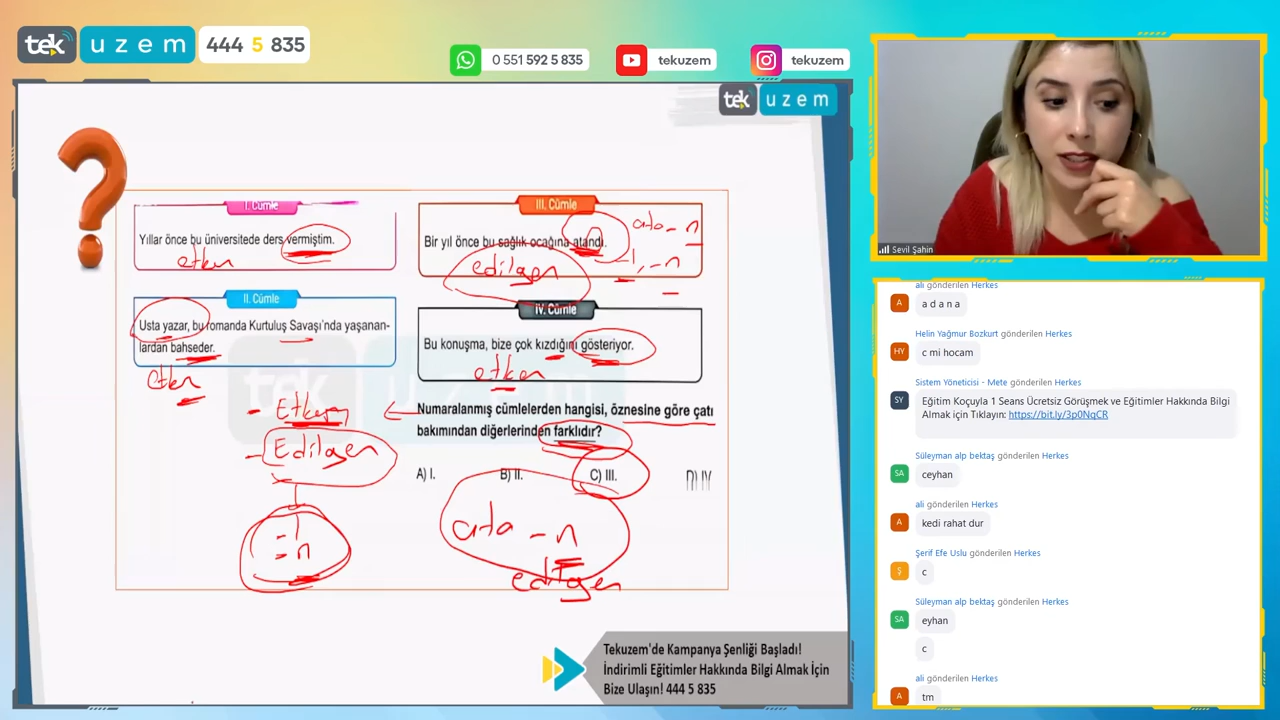 tek uzem 444 5 835
0 551 592 5 835
tekuzem
tekuzem
tek uzem
I. Cümle
Yıllar önce bu üniversitede ders vermiştim.
etken
II. Cümle
Usta yazar, bu romanda Kurtuluş Savaşı'nda yaşanan-
lardan bahseder.
etken
III. Cümle
Bir yıl önce bu sağlık ocağına atandı.
ata-n
-l, -n
edilgen
IV. Cümle
Bu konuşma, bize çok kızdığını gösteriyor.
etken
- Etken
- Edilgen
-l
-n
Numaralanmış cümlelerden hangisi, öznesine göre çatı
bakımından diğerlerinden farklıdır?
A) I. B) II. C) III. D) IV
ata -n
edilgen
Tekuzem'de Kampanya Şenliği Başladı!
İndirimli Eğitimler Hakkında Bilgi Almak İçin
Bize Ulaşın! 444 5 835
Sevil Şahin
ali gönderilen Herkes
A
a d a n a
Helin Yağmur Bozkurt gönderilen Herkes
HY
c mi hocam
Sistem Yöneticisi - Mete gönderilen Herkes
SY
Eğitim Koçuyla 1 Seans Ücretsiz Görüşmek ve Eğitimler Hakkında Bilgi
Almak için Tıklayın: https://bit.ly/3p0NqCR
Süleyman alp bektaş gönderilen Herkes
SA
ceyhan
ali gönderilen Herkes
A
kedi rahat dur
Şerif Efe Uslu gönderilen Herkes
Ş
c
Süleyman alp bektaş gönderilen Herkes
SA
eyhan
c
ali gönderilen Herkes
A
tm